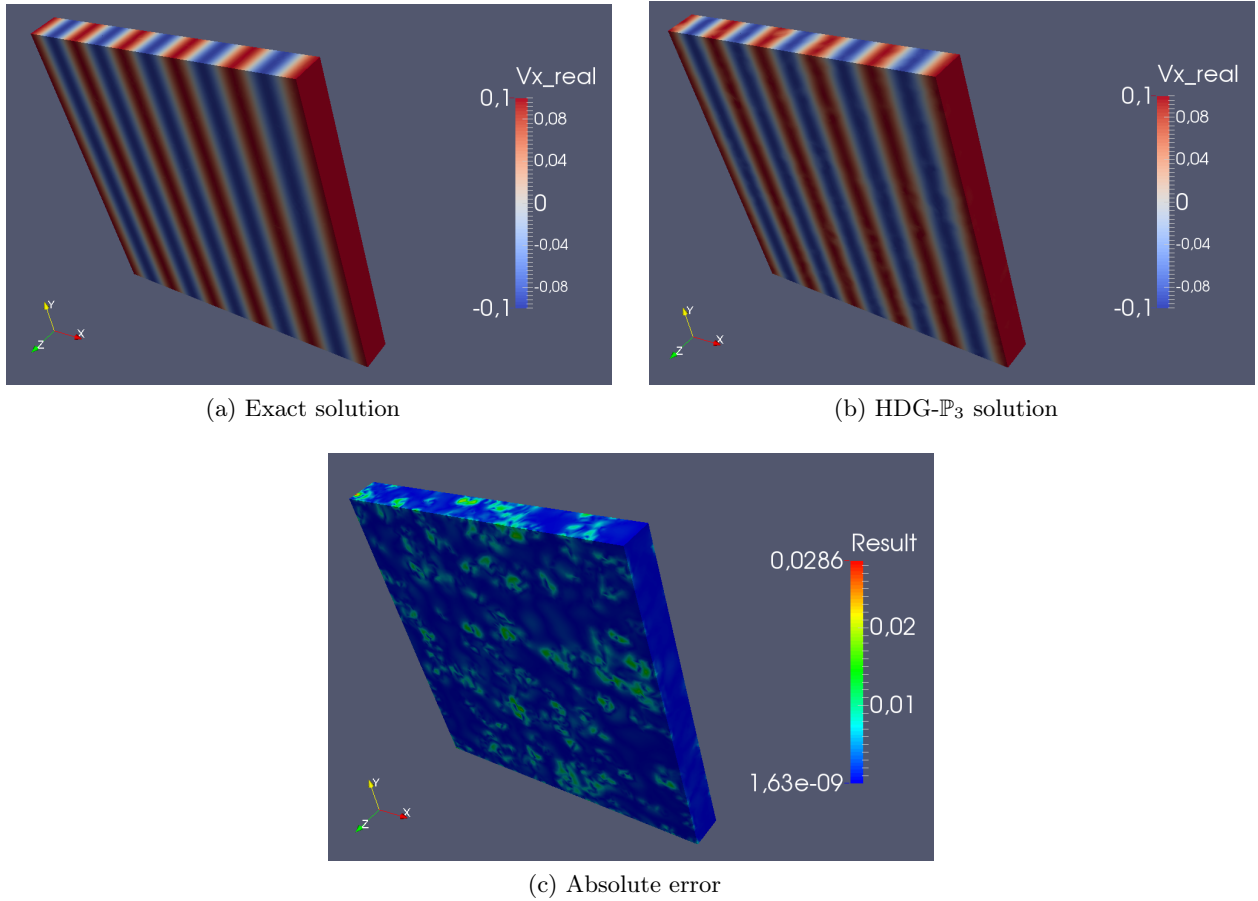 Vx_real
0,1
0,08
0,04
0
-0,04
-0,08
-0,1
Y
X
Z
(a) Exact solution
Vx_real
0,1
0,08
0,04
0
-0,04
-0,08
-0,1
Y
X
Z
(b) HDG-ℙ₃ solution
Result
0,0286
0,02
0,01
1,63e-09
Y
X
Z
(c) Absolute error